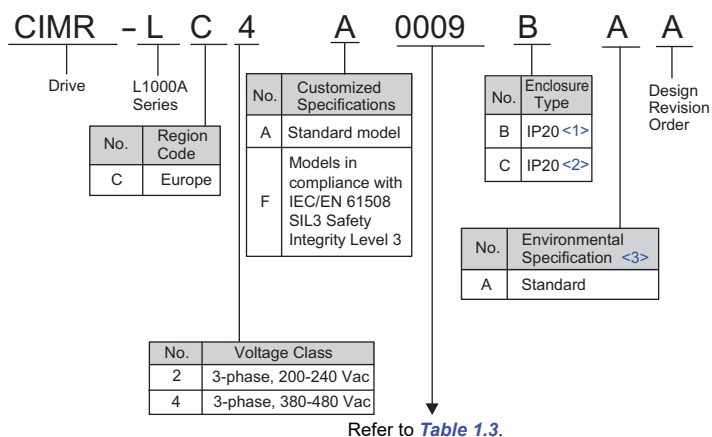 CIMR - L C 4 A 0009 B A A
Drive
L1000A
Series
Design
Revision
Order
No. Region
Code
C Europe
No. Customized
Specifications
A Standard model
F Models in
compliance with
IEC/EN 61508
SIL3 Safety
Integrity Level 3
No. Enclosure
Type
B IP20 <1>
C IP20 <2>
No. Environmental
Specification <3>
A Standard
No. Voltage Class
2 3-phase, 200-240 Vac
4 3-phase, 380-480 Vac
Refer to Table 1.3.